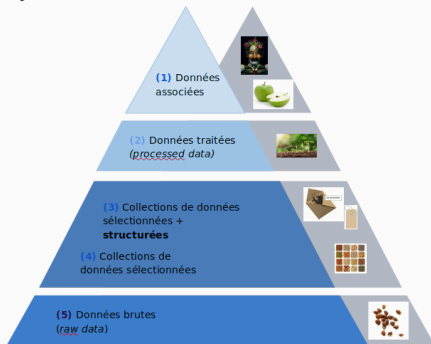 (1) Données
associées
(2) Données traitées
(processed data)
(3) Collections de données
sélectionnées +
structurées
(4) Collections de
données sélectionnées
(5) Données brutes
(raw data)